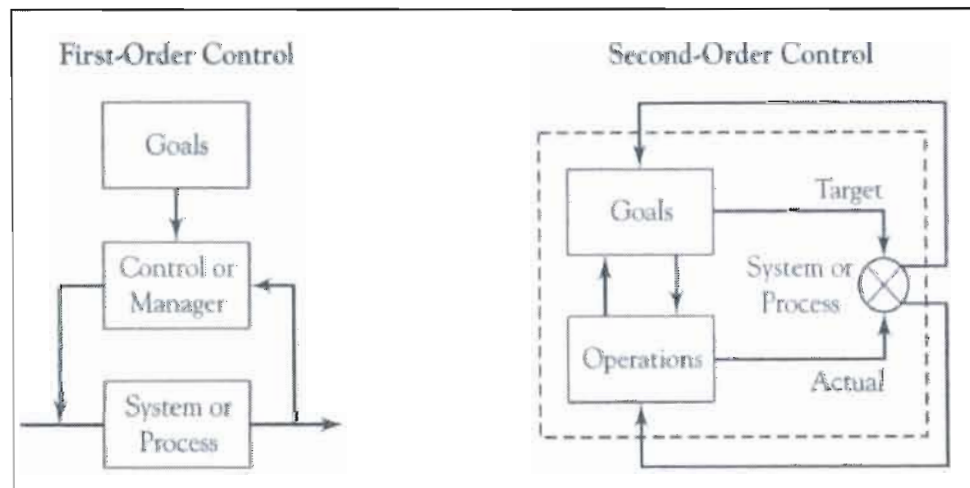 First-Order Control
Goals
Control or
Manager
System or
Process
Second-Order Control
Goals
Target
System or
Process
Operations
Actual